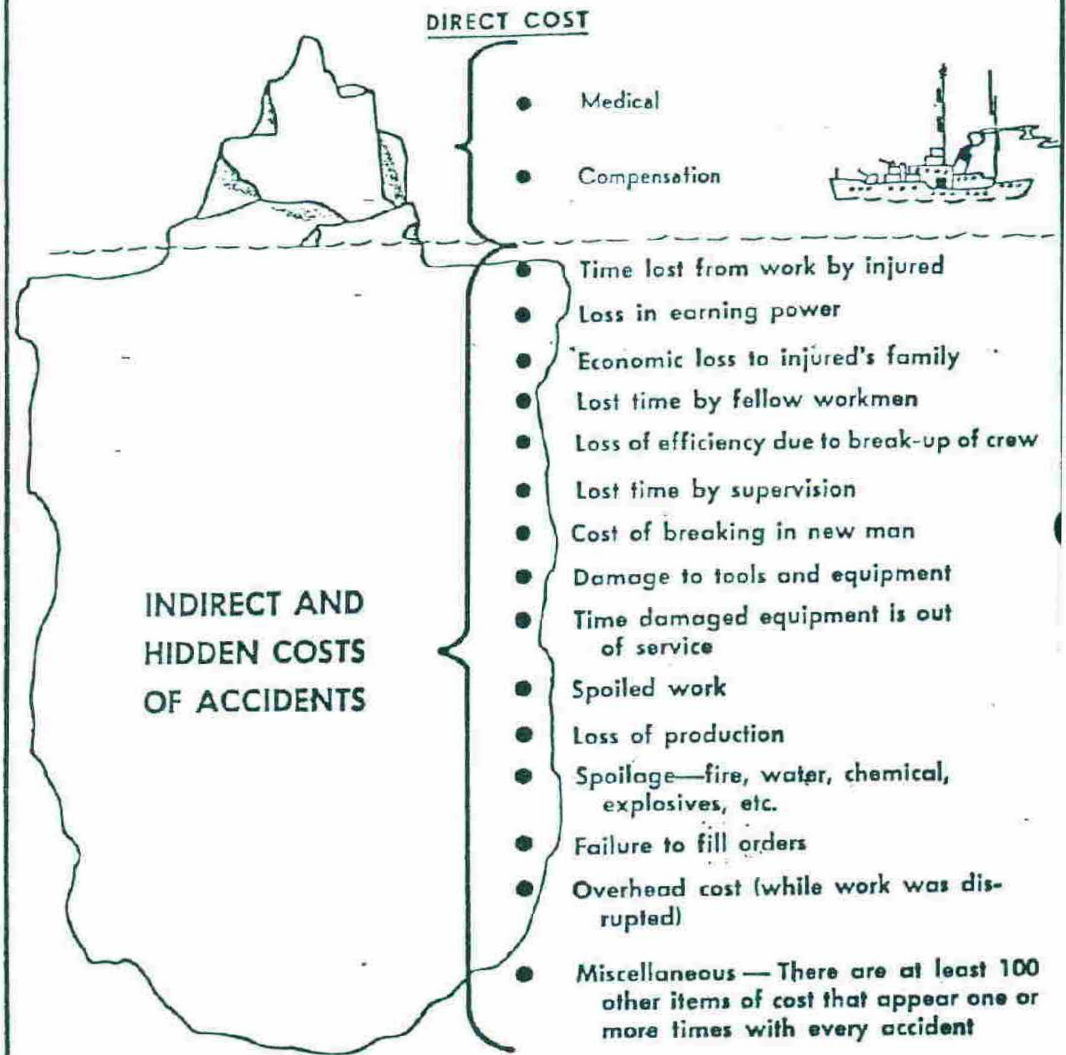 DIRECT COST
● Medical
● Compensation
● Time lost from work by injured
● Loss in earning power
● Economic loss to injured's family
● Lost time by fellow workmen
● Loss of efficiency due to break-up of crew
● Lost time by supervision
● Cost of breaking in new man
● Damage to tools and equipment
● Time damaged equipment is out
of service
● Spoiled work
● Loss of production
● Spoilage—fire, water, chemical,
explosives, etc.
● Failure to fill orders
● Overhead cost (while work was dis-
rupted)
● Miscellaneous — There are at least 100
other items of cost that appear one or
more times with every accident
INDIRECT AND
HIDDEN COSTS
OF ACCIDENTS